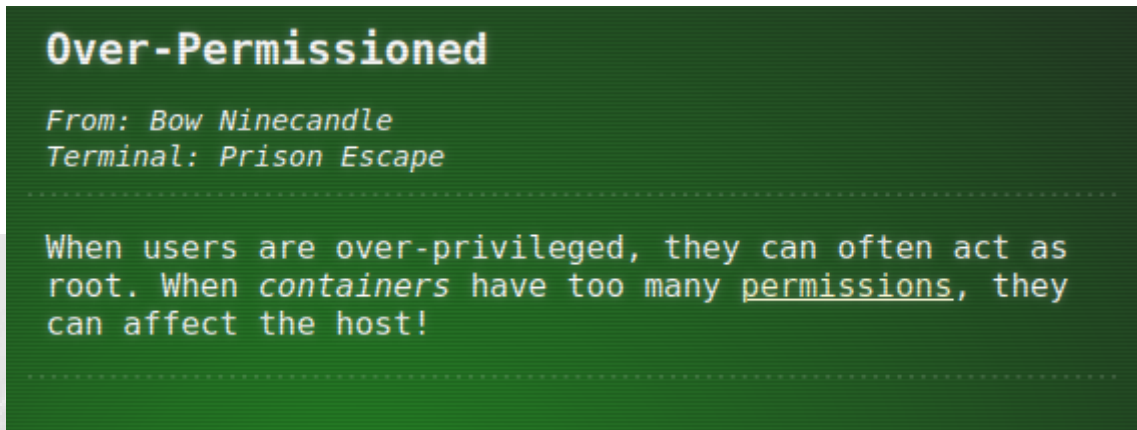 Over-Permissioned
From: Bow Ninecandle
Terminal: Prison Escape
When users are over-privileged, they can often act as
root. When containers have too many permissions, they
can affect the host!